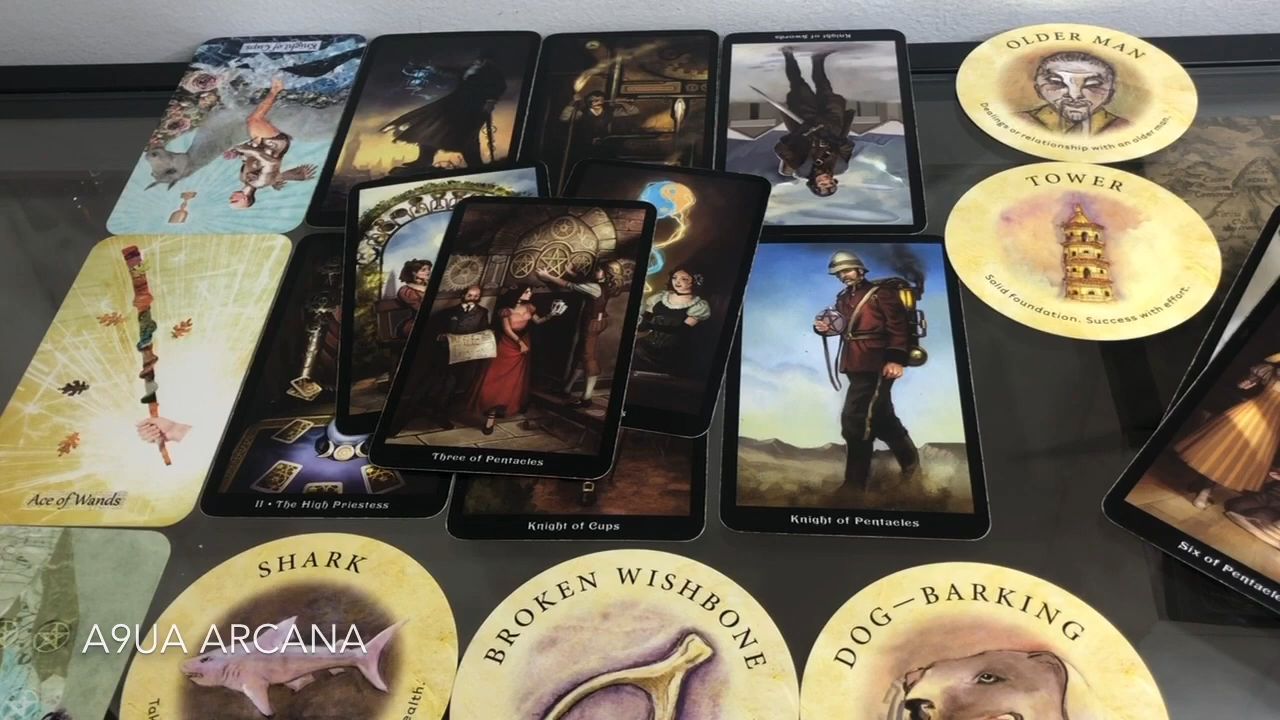 Knight of Cups
Knight of Swords
OLDER MAN
Dealings or relationship with an older man.
TOWER
Solid foundation. Success with effort.
Ace of Wands
II • The High Priestess
Three of Pentacles
Knight of Cups
Knight of Pentacles
Six of Pentacle
SHARK
BROKEN WISHBONE
DOG—BARKING
A9UA ARCANA